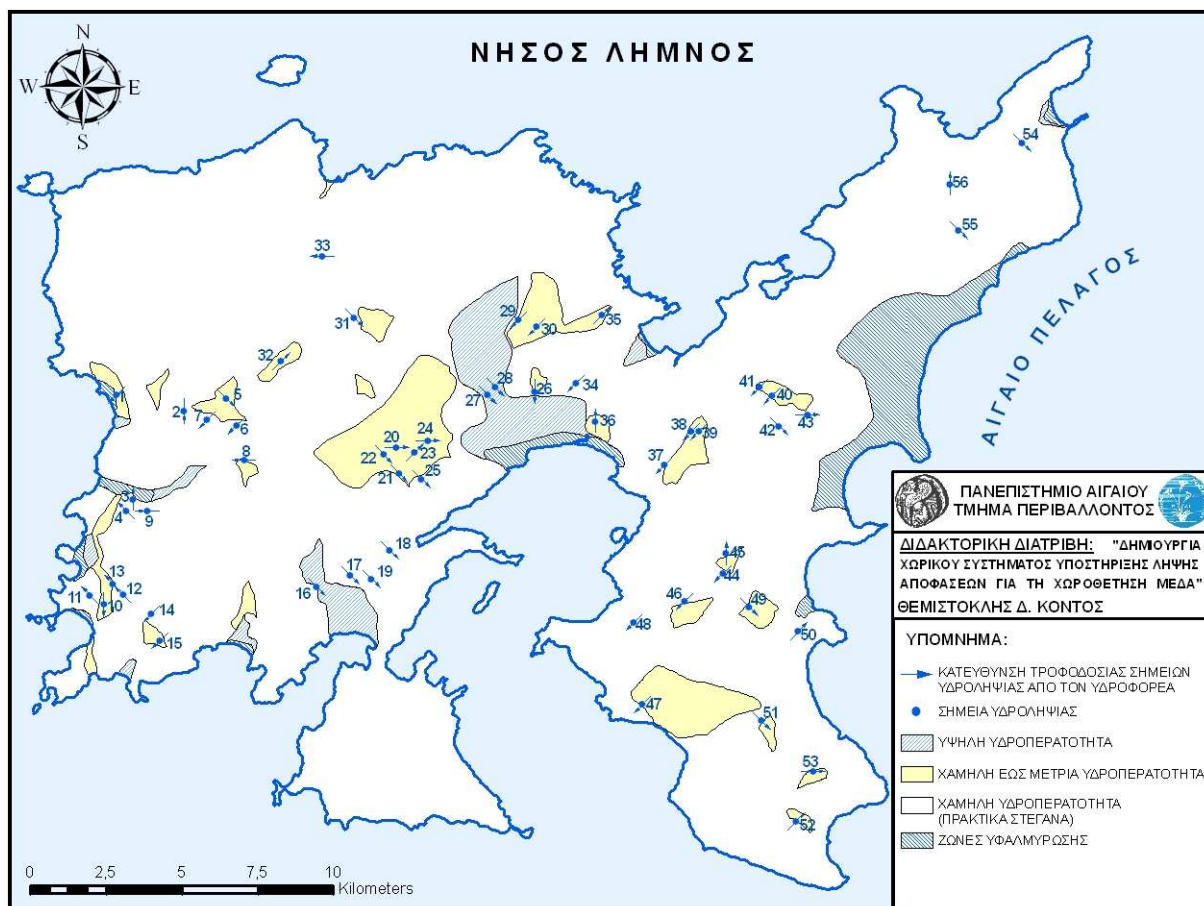 ΝΗΣΟΣ ΛΗΜΝΟΣ
N
W E
S
54
56
55
33
ΑΙΓΑΙΟ ΠΕΛΑΓΟΣ
29
30
35
31
32
28
27
26
34
1
5
2
7
6
41
40
43
42
36
38
39
37
24
20
23
22
21
25
8
3
4
9
18
17
19
16
13
12
11
10
14
15
45
44
46
49
48
50
47
51
53
52
ΠΑΝΕΠΙΣΤΗΜΙΟ ΑΙΓΑΙΟΥ
ΤΜΗΜΑ ΠΕΡΙΒΑΛΛΟΝΤΟΣ
ΔΙΔΑΚΤΟΡΙΚΗ ΔΙΑΤΡΙΒΗ: "ΔΗΜΙΟΥΡΓΙΑ
ΧΩΡΙΚΟΥ ΣΥΣΤΗΜΑΤΟΣ ΥΠΟΣΤΗΡΙΞΗΣ ΛΗΨΗΣ
ΑΠΟΦΑΣΕΩΝ ΓΙΑ ΤΗ ΧΩΡΟΘΕΤΗΣΗ ΜΕΔΑ"
ΘΕΜΙΣΤΟΚΛΗΣ Δ. ΚΟΝΤΟΣ
ΥΠΟΜΝΗΜΑ:
ΚΑΤΕΥΘΥΝΣΗ ΤΡΟΦΟΔΟΣΙΑΣ ΣΗΜΕΙΩΝ
ΥΔΡΟΛΗΨΙΑΣ ΑΠΟ ΤΟΝ ΥΔΡΟΦΟΡΕΑ
ΣΗΜΕΙΑ ΥΔΡΟΛΗΨΙΑΣ
ΥΨΗΛΗ ΥΔΡΟΠΕΡΑΤΟΤΗΤΑ
ΧΑΜΗΛΗ ΕΩΣ ΜΕΤΡΙΑ ΥΔΡΟΠΕΡΑΤΟΤΗΤΑ
ΧΑΜΗΛΗ ΥΔΡΟΠΕΡΑΤΟΤΗΤΑ
(ΠΡΑΚΤΙΚΑ ΣΤΕΓΑΝΑ)
ΖΩΝΕΣ ΥΦΑΛΜΥΡΩΣΗΣ
0 2,5 5 7,5 10
Kilometers